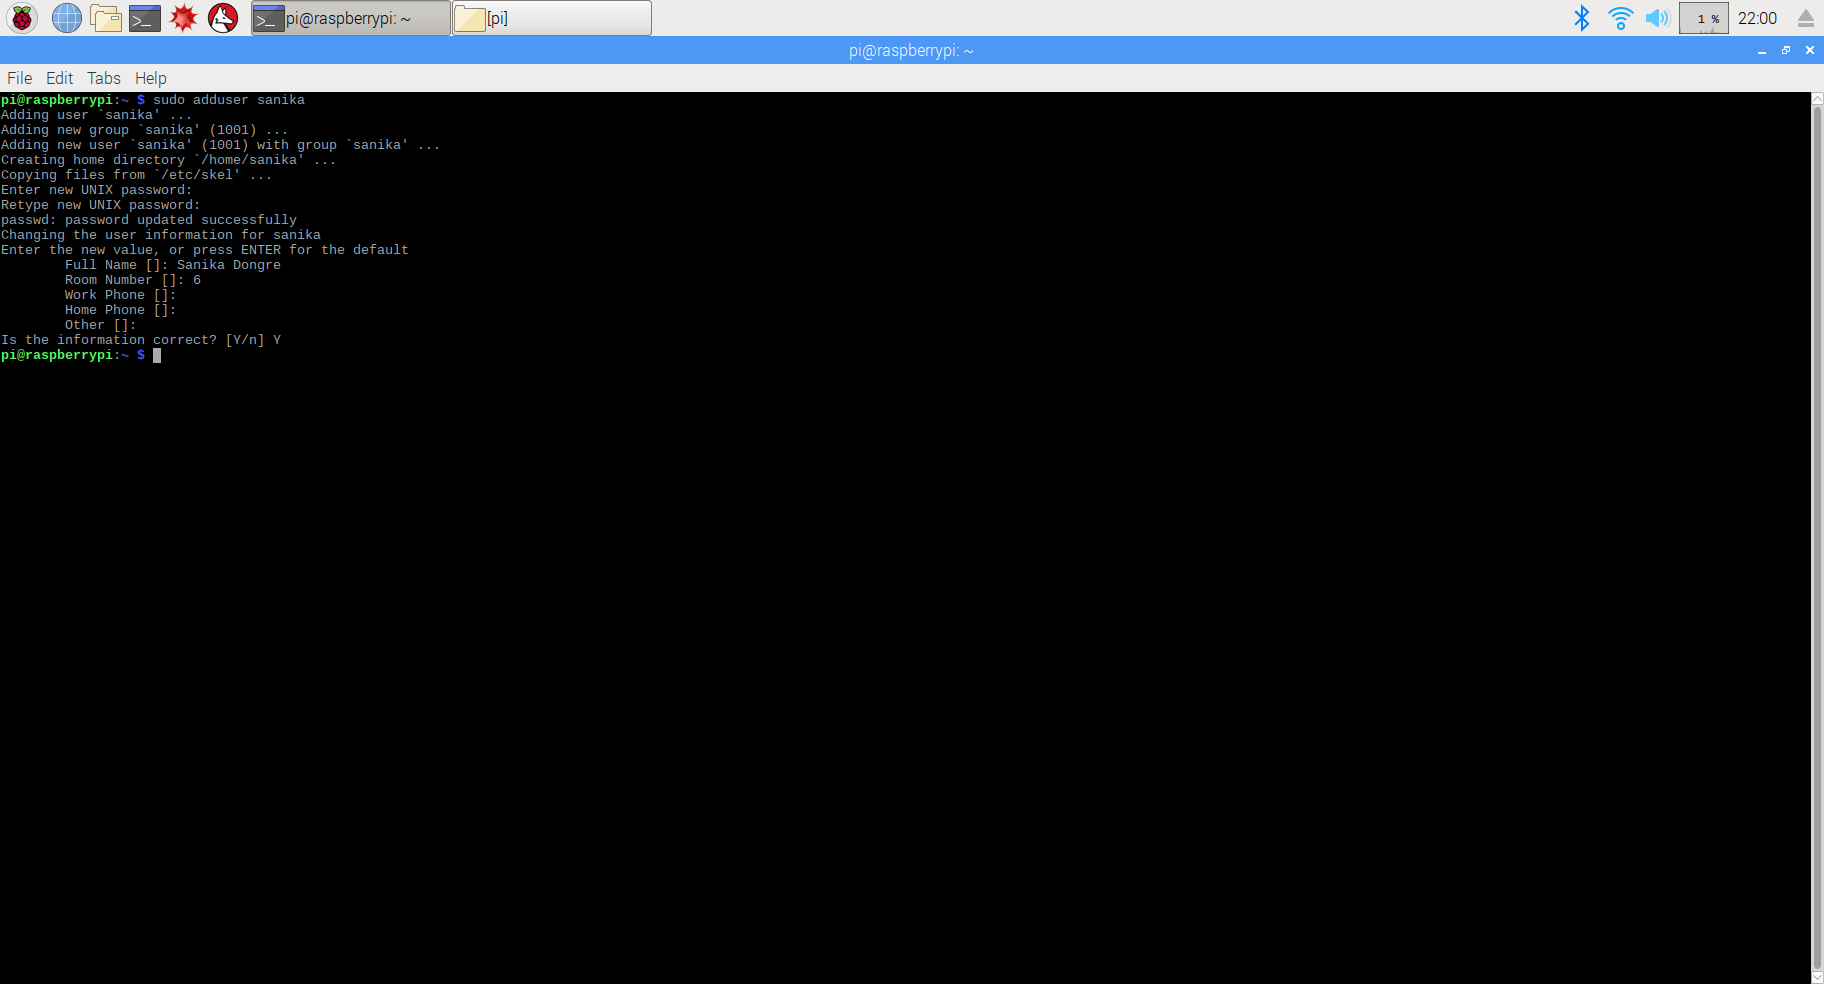 pi@raspberrypi: ~
[pi]
1 %
22:00
pi@raspberrypi: ~
File Edit Tabs Help
pi@raspberrypi:~ $ sudo adduser sanika
Adding user `sanika' ...
Adding new group `sanika' (1001) ...
Adding new user `sanika' (1001) with group `sanika' ...
Creating home directory `/home/sanika' ...
Copying files from `/etc/skel' ...
Enter new UNIX password:
Retype new UNIX password:
passwd: password updated successfully
Changing the user information for sanika
Enter the new value, or press ENTER for the default
        Full Name []: Sanika Dongre
        Room Number []: 6
        Work Phone []:
        Home Phone []:
        Other []:
Is the information correct? [Y/n] Y
pi@raspberrypi:~ $